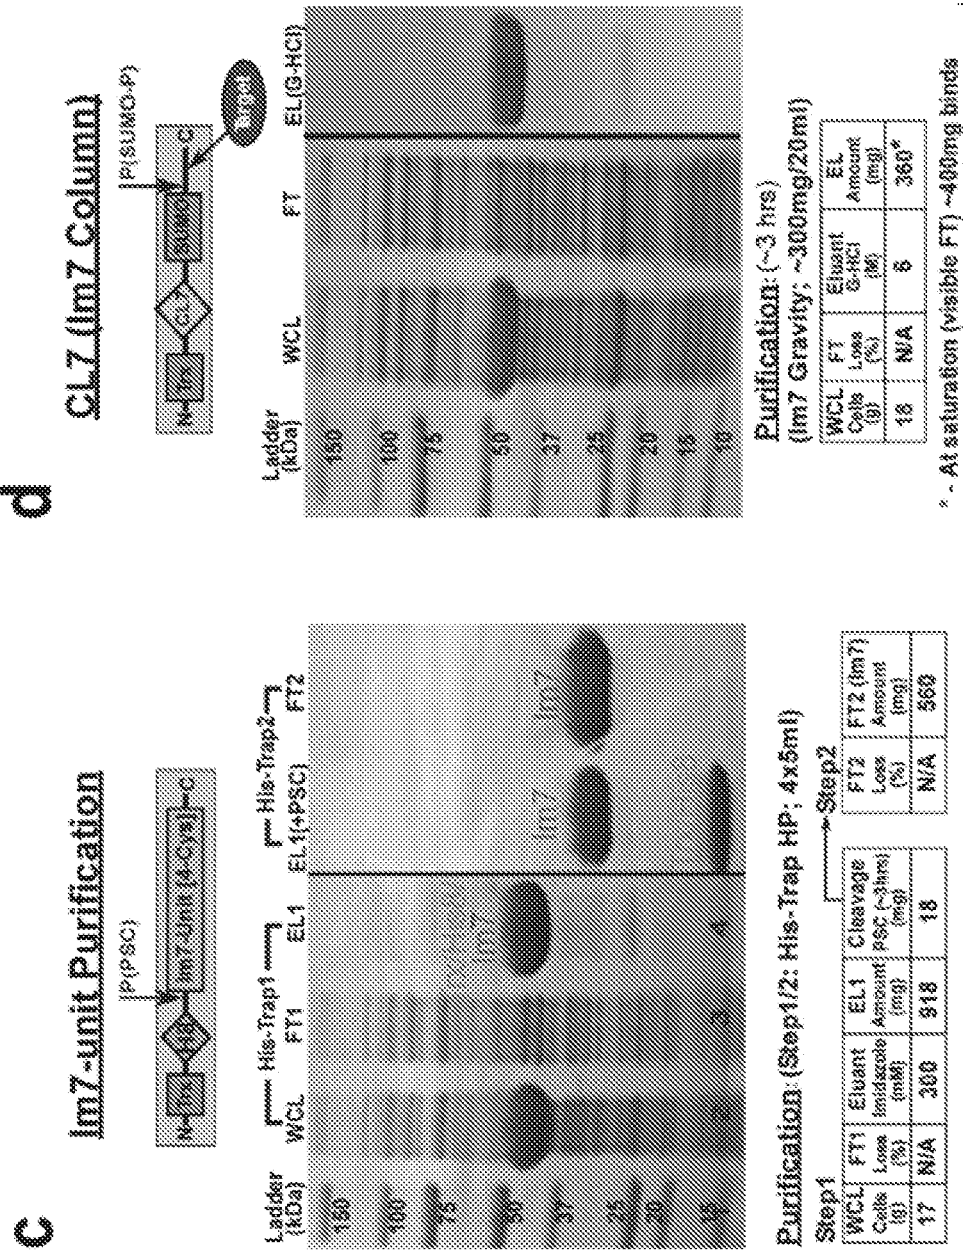 c
Im7-unit Purification
P(PSC)
N Trx H8 Im7-Unit [4-Cys] C
His-Trap1 His-Trap2
Ladder (kDa) WCL FT1 EL1 EL1(+PSC) FT2
150
100
75
50
37
25
20
15
Im7 Im7 Im7
Purification: (Step1/2: His-Trap HP; 4x5ml)
Step1 Step2
WCL Cells (g) FT1 Loss (%) Eluant Imidazole (mM) EL1 Amount (mg) Cleavage PSC (~3hrs) (mg)
17 N/A 300 918 18
FT2 Loss (%) FT2 (Im7) Amount (mg)
N/A 560
d
CL7 (Im7 Column)
P(SUMO-P)
N Trx CL7 SUMO C
Target
Ladder (kDa) WCL FT EL(G-HCl)
150
100
75
50
37
25
20
15
10
Purification: (~3 hrs)
(Im7 Gravity; ~300mg/20ml)
WCL Cells (g) FT Loss (%) Eluant G-HCl (M) EL Amount (mg)
18 N/A 6 360*
* - At saturation (visible FT) ~400mg binds